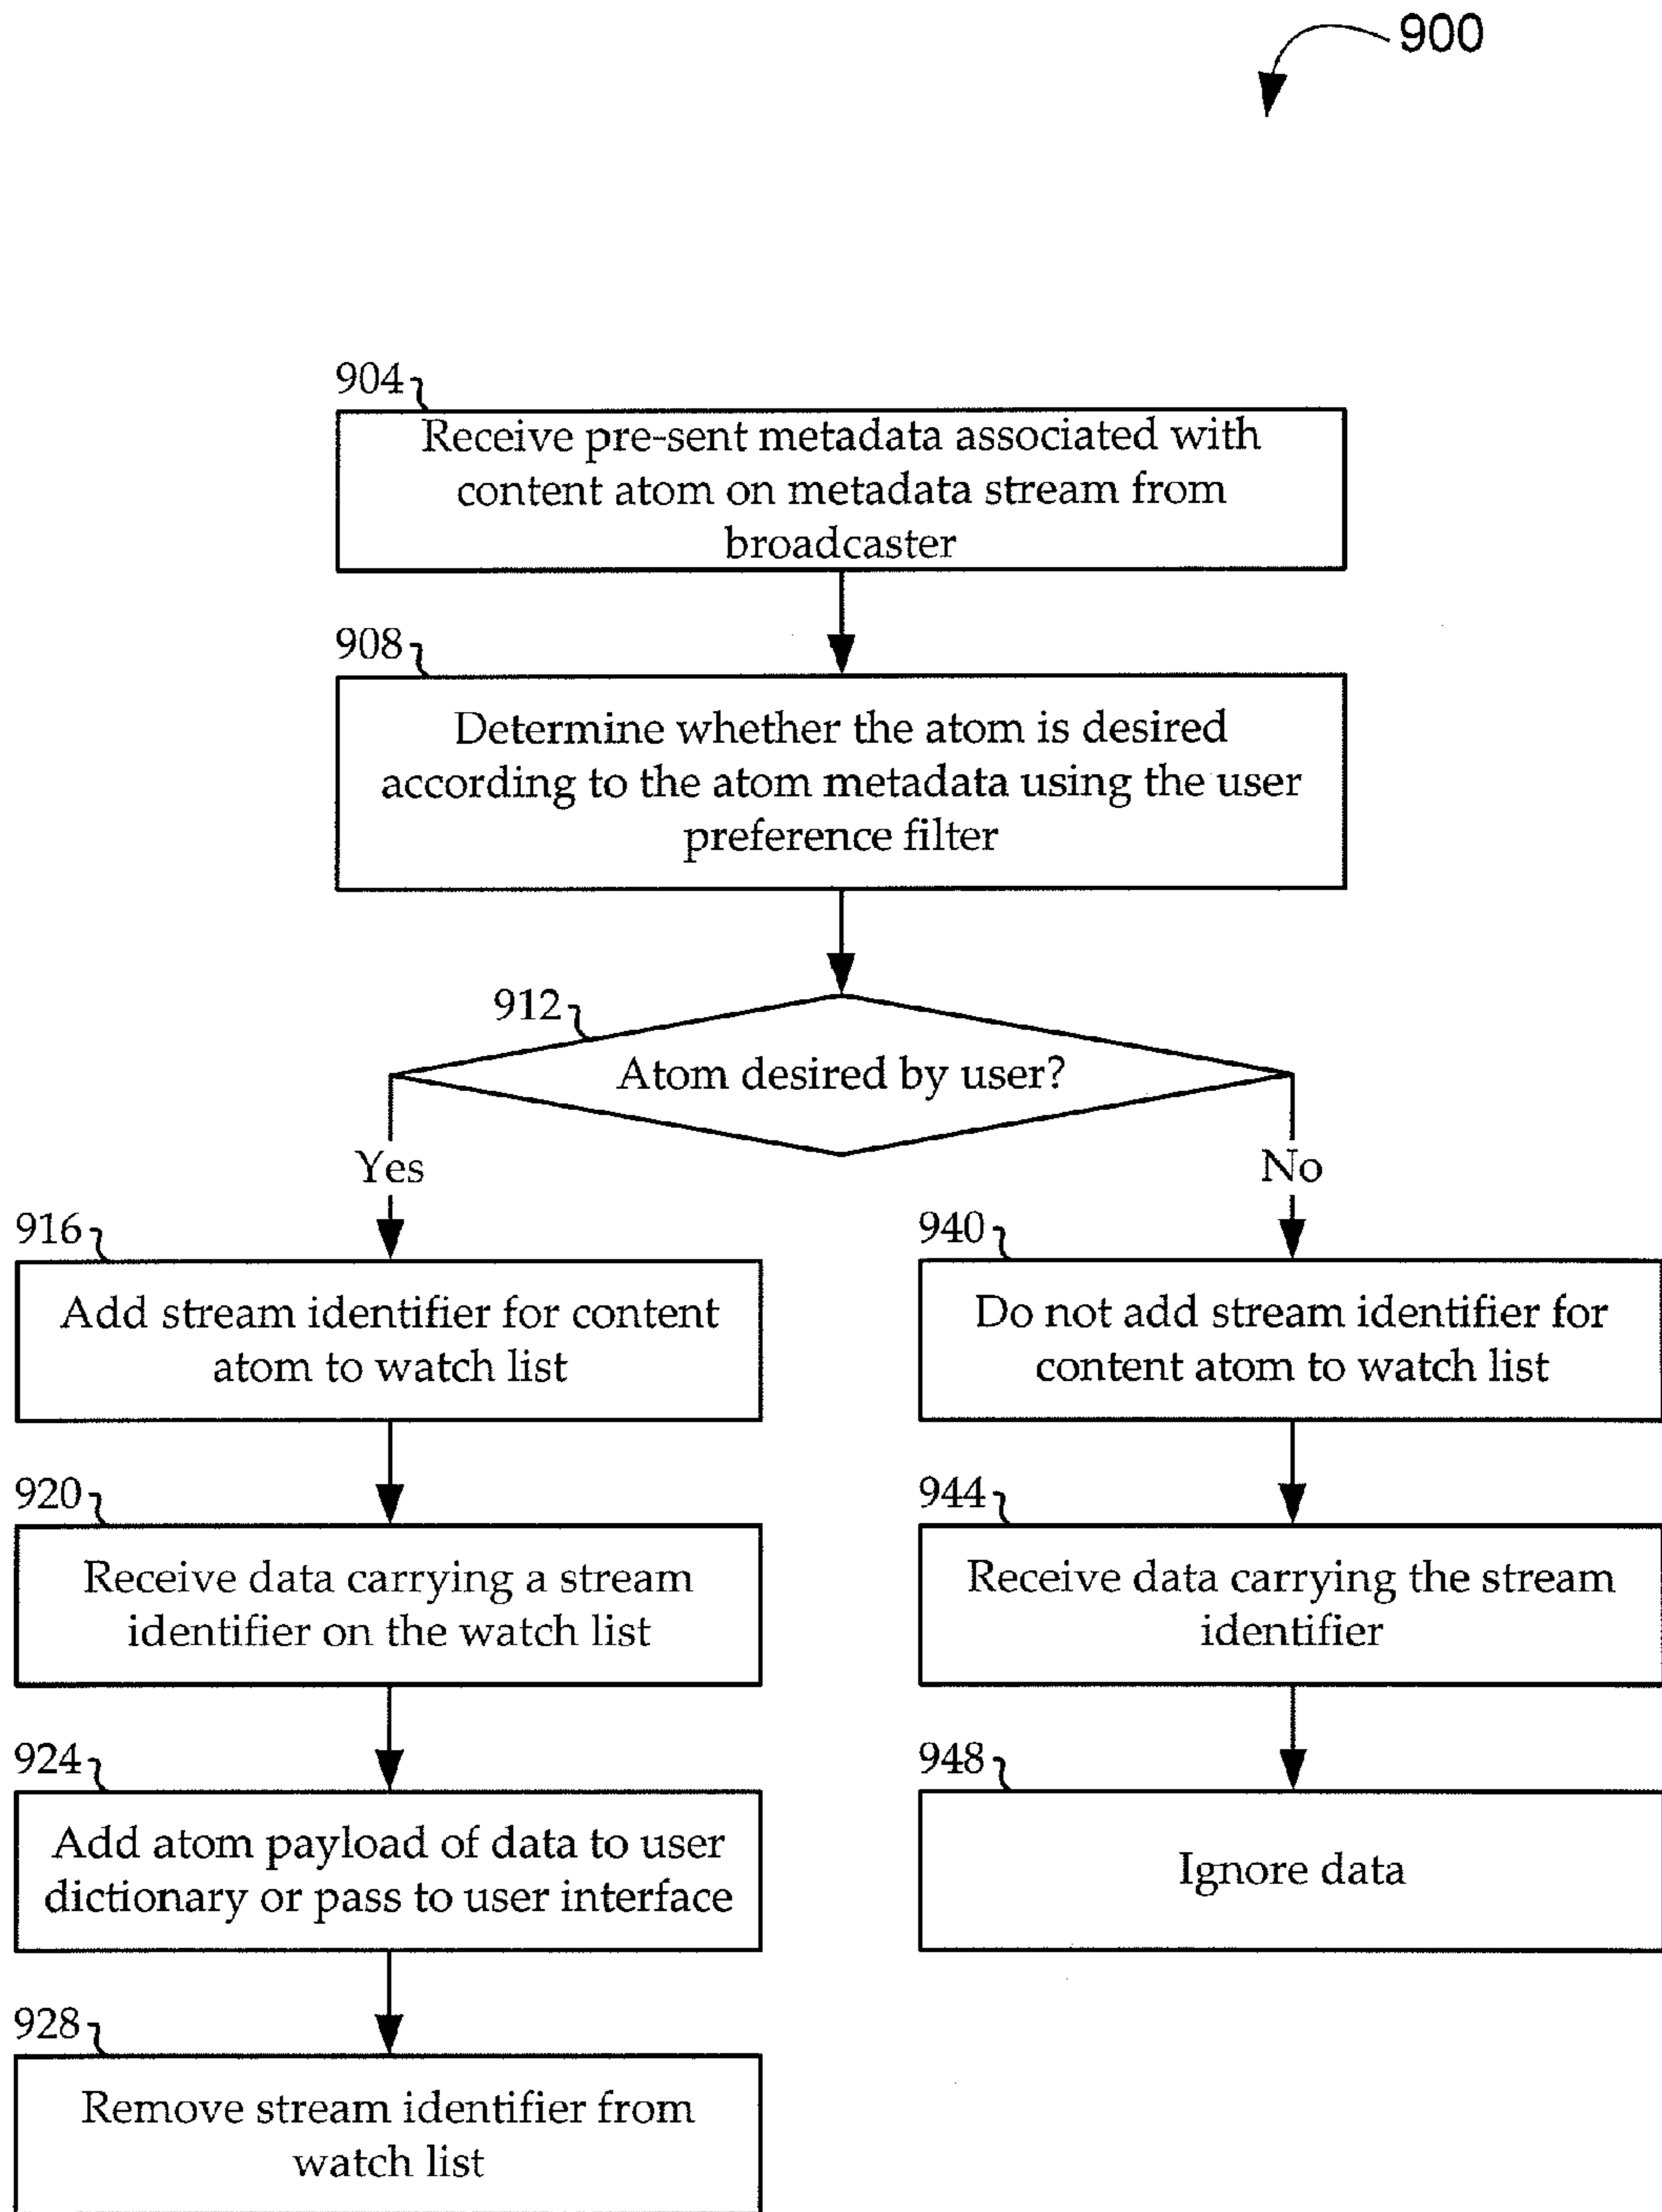 900
904
Receive pre-sent metadata associated with
content atom on metadata stream from
broadcaster
908
Determine whether the atom is desired
according to the atom metadata using the user
preference filter
912
Atom desired by user?
Yes
No
916
Add stream identifier for content
atom to watch list
920
Receive data carrying a stream
identifier on the watch list
924
Add atom payload of data to user
dictionary or pass to user interface
928
Remove stream identifier from
watch list
940
Do not add stream identifier for
content atom to watch list
944
Receive data carrying the stream
identifier
948
Ignore data